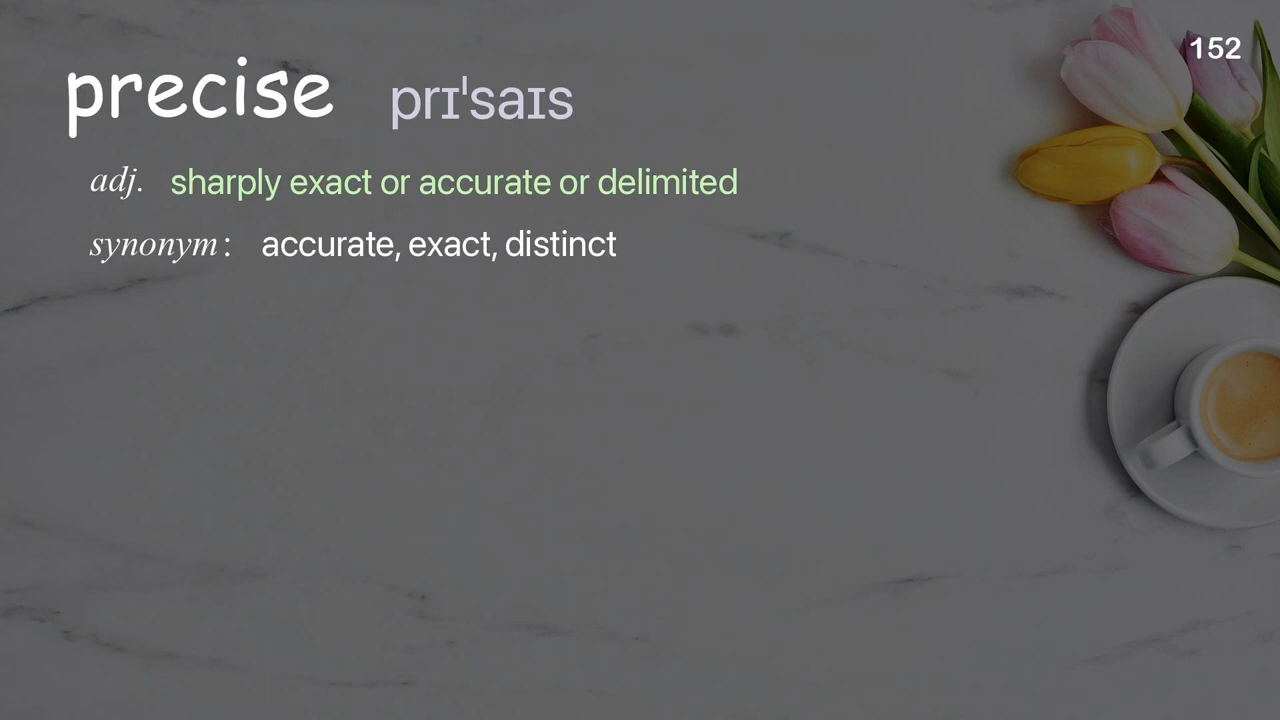 152
precise prɪˈsaɪs
adj. sharply exact or accurate or delimited
synonym: accurate, exact, distinct